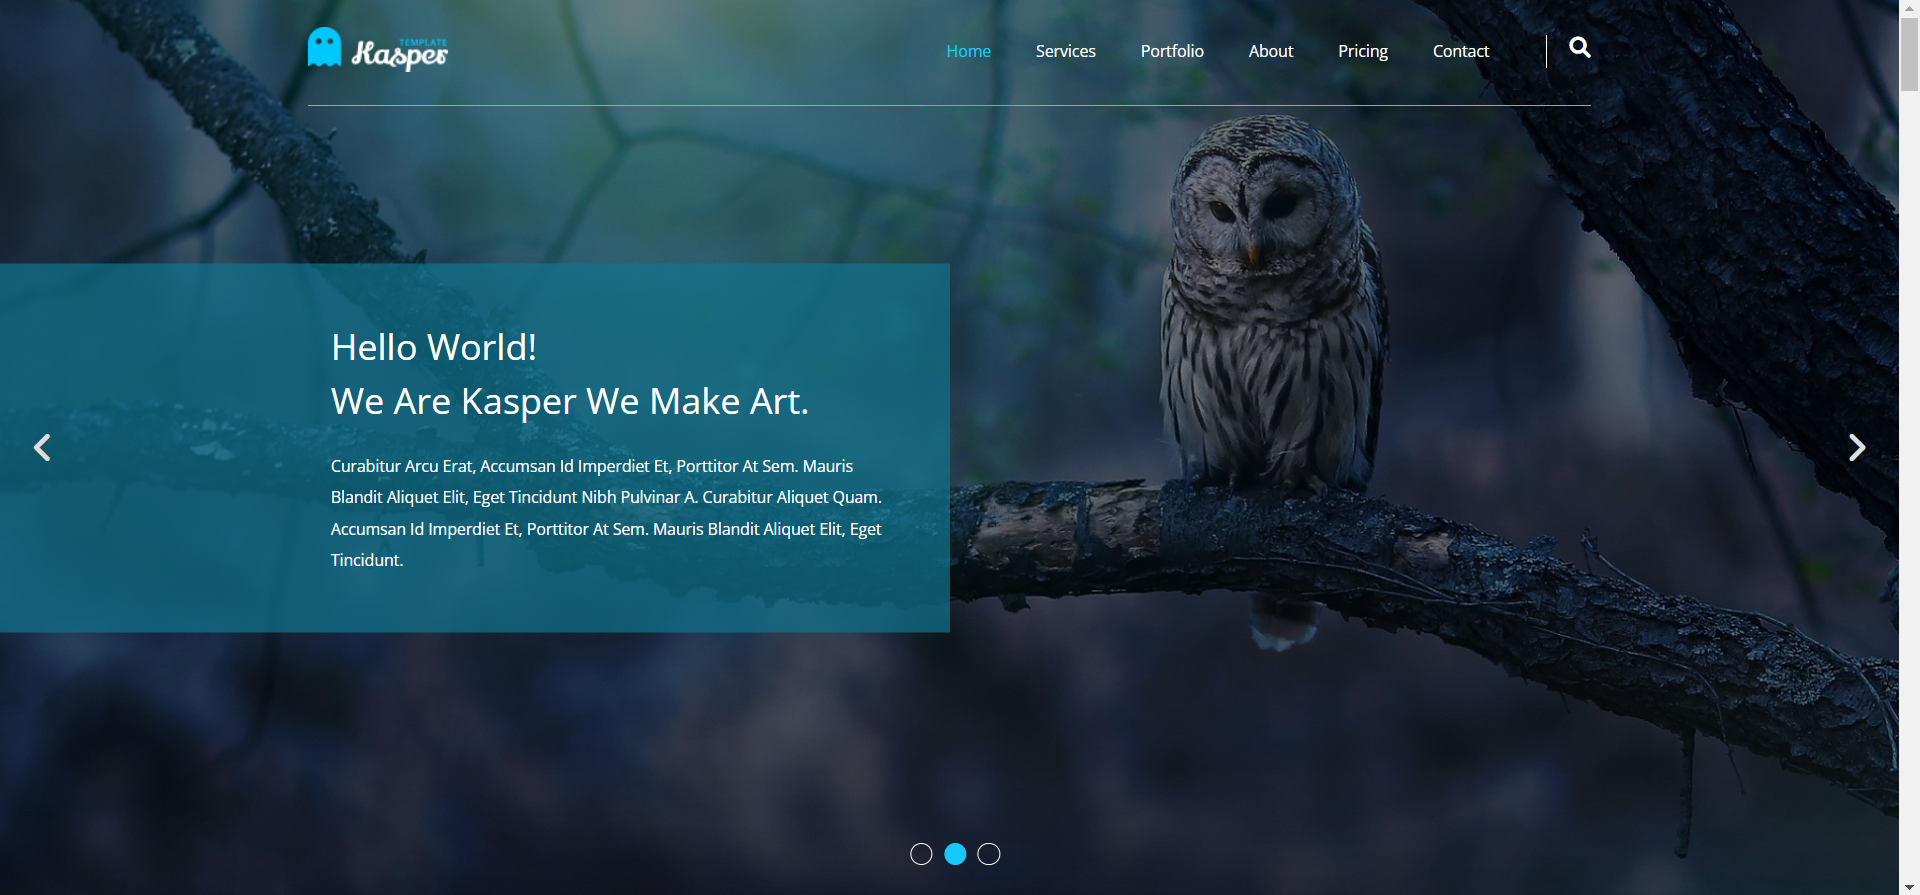 TEMPLATE
Kasper
Home Services Portfolio About Pricing Contact
Hello World!
We Are Kasper We Make Art.
Curabitur Arcu Erat, Accumsan Id Imperdiet Et, Porttitor At Sem. Mauris
Blandit Aliquet Elit, Eget Tincidunt Nibh Pulvinar A. Curabitur Aliquet Quam.
Accumsan Id Imperdiet Et, Porttitor At Sem. Mauris Blandit Aliquet Elit, Eget
Tincidunt.